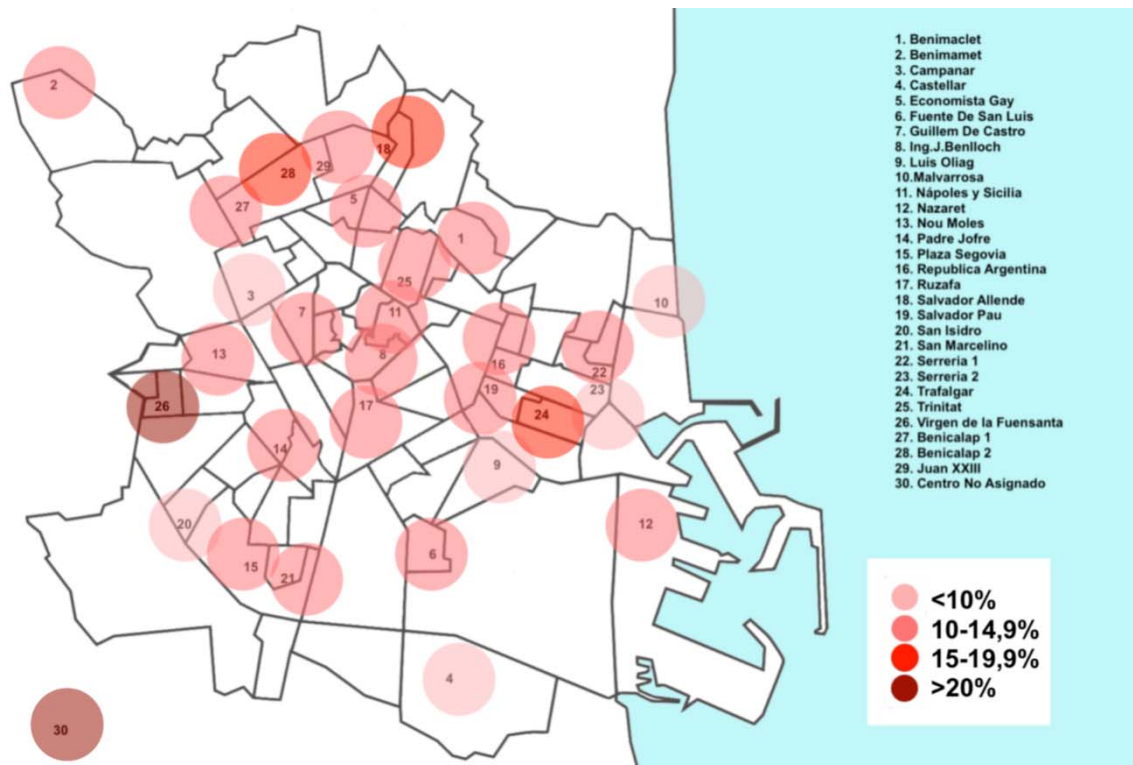 1. Benimaclet
2. Benimamet
3. Campanar
4. Castellar
5. Economista Gay
6. Fuente De San Luis
7. Guillem De Castro
8. Ing.J.Benlloch
9. Luis Oliag
10.Malvarrosa
11. Nápoles y Sicilia
12. Nazaret
13. Nou Moles
14. Padre Jofre
15. Plaza Segovia
16. Republica Argentina
17. Ruzafa
18. Salvador Allende
19. Salvador Pau
20. San Isidro
21. San Marcelino
22. Serreria 1
23. Serreria 2
24. Trafalgar
25. Trinitat
26. Virgen de la Fuensanta
27. Benicalap 1
28. Benicalap 2
29. Juan XXIII
30. Centro No Asignado
2
18
29
28
5
27
1
25
3
10
7
11
13
8
16
22
19
23
26
17
24
14
9
20
12
6
15
21
4
30
<10%
10-14,9%
15-19,9%
>20%